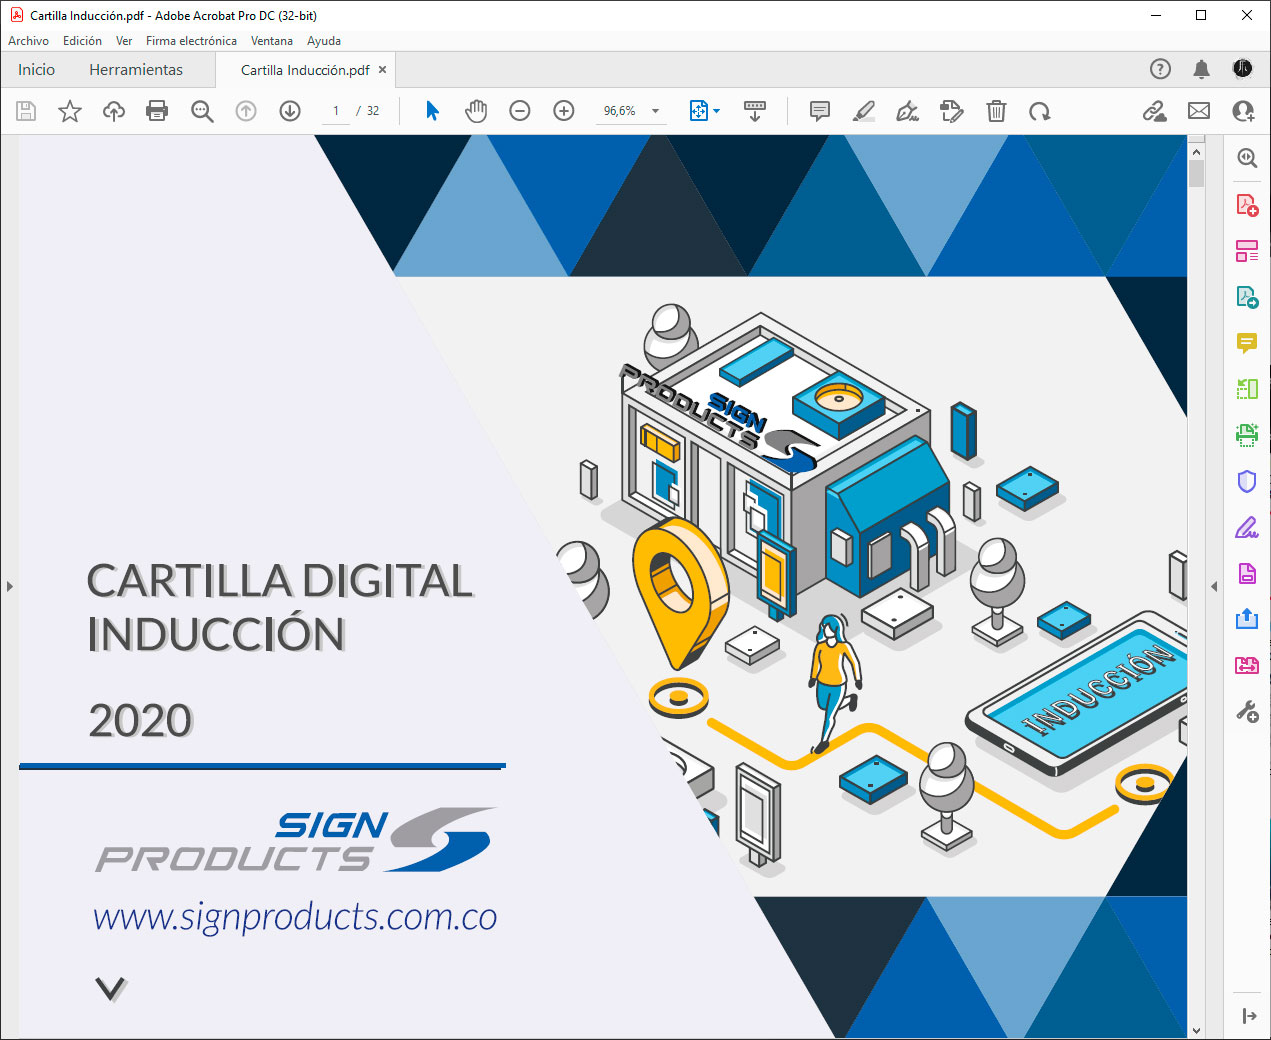 Cartilla Inducción.pdf - Adobe Acrobat Pro DC (32-bit)
Archivo Edición Ver Firma electrónica Ventana Ayuda
Inicio Herramientas Cartilla Inducción.pdf ×
1 / 32 96,6%
PRODUCTS
SIGN
PRODUCTS
INDUCCIÓN
CARTILLA DIGITAL
INDUCCIÓN
2020
SIGN
PRODUCTS
www.signproducts.com.co